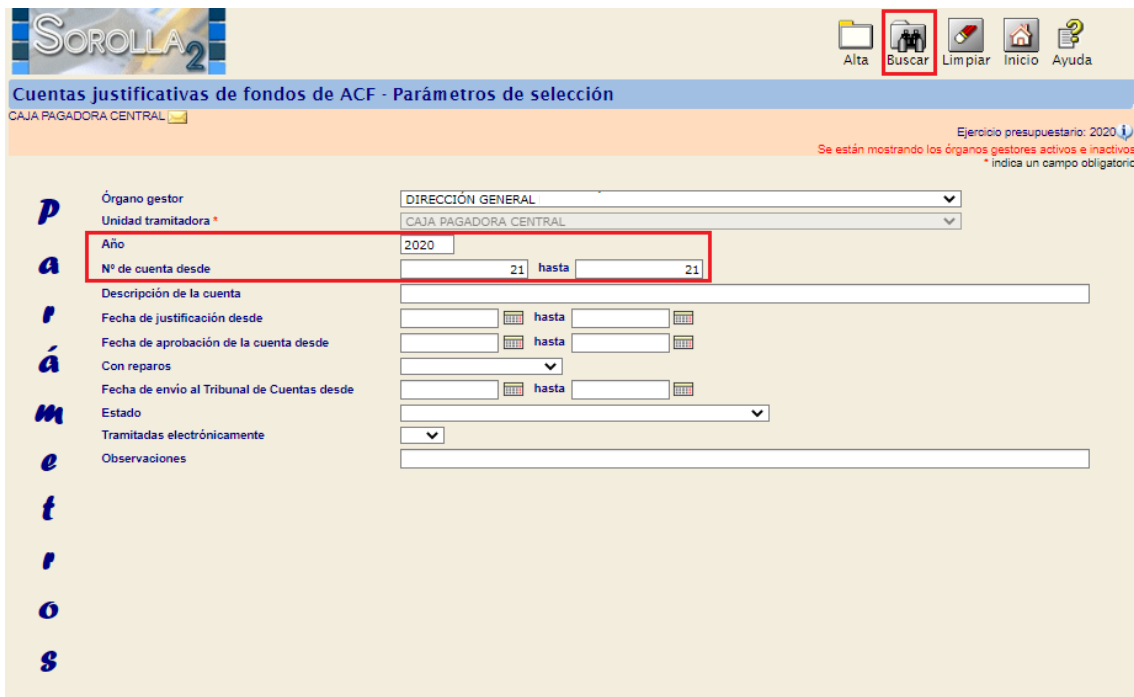 SOROLLA2
Alta Buscar Limpiar Inicio Ayuda
Cuentas justificativas de fondos de ACF - Parámetros de selección
CAJA PAGADORA CENTRAL
Ejercicio presupuestario: 2020
Se están mostrando los órganos gestores activos e inactivos
* indica un campo obligatorio
Órgano gestor DIRECCIÓN GENERAL
Unidad tramitadora * CAJA PAGADORA CENTRAL
Año 2020
Nº de cuenta desde 21 hasta 21
Descripción de la cuenta
Fecha de justificación desde hasta
Fecha de aprobación de la cuenta desde hasta
Con reparos
Fecha de envío al Tribunal de Cuentas desde hasta
Estado
Tramitadas electrónicamente
Observaciones
Parámetros